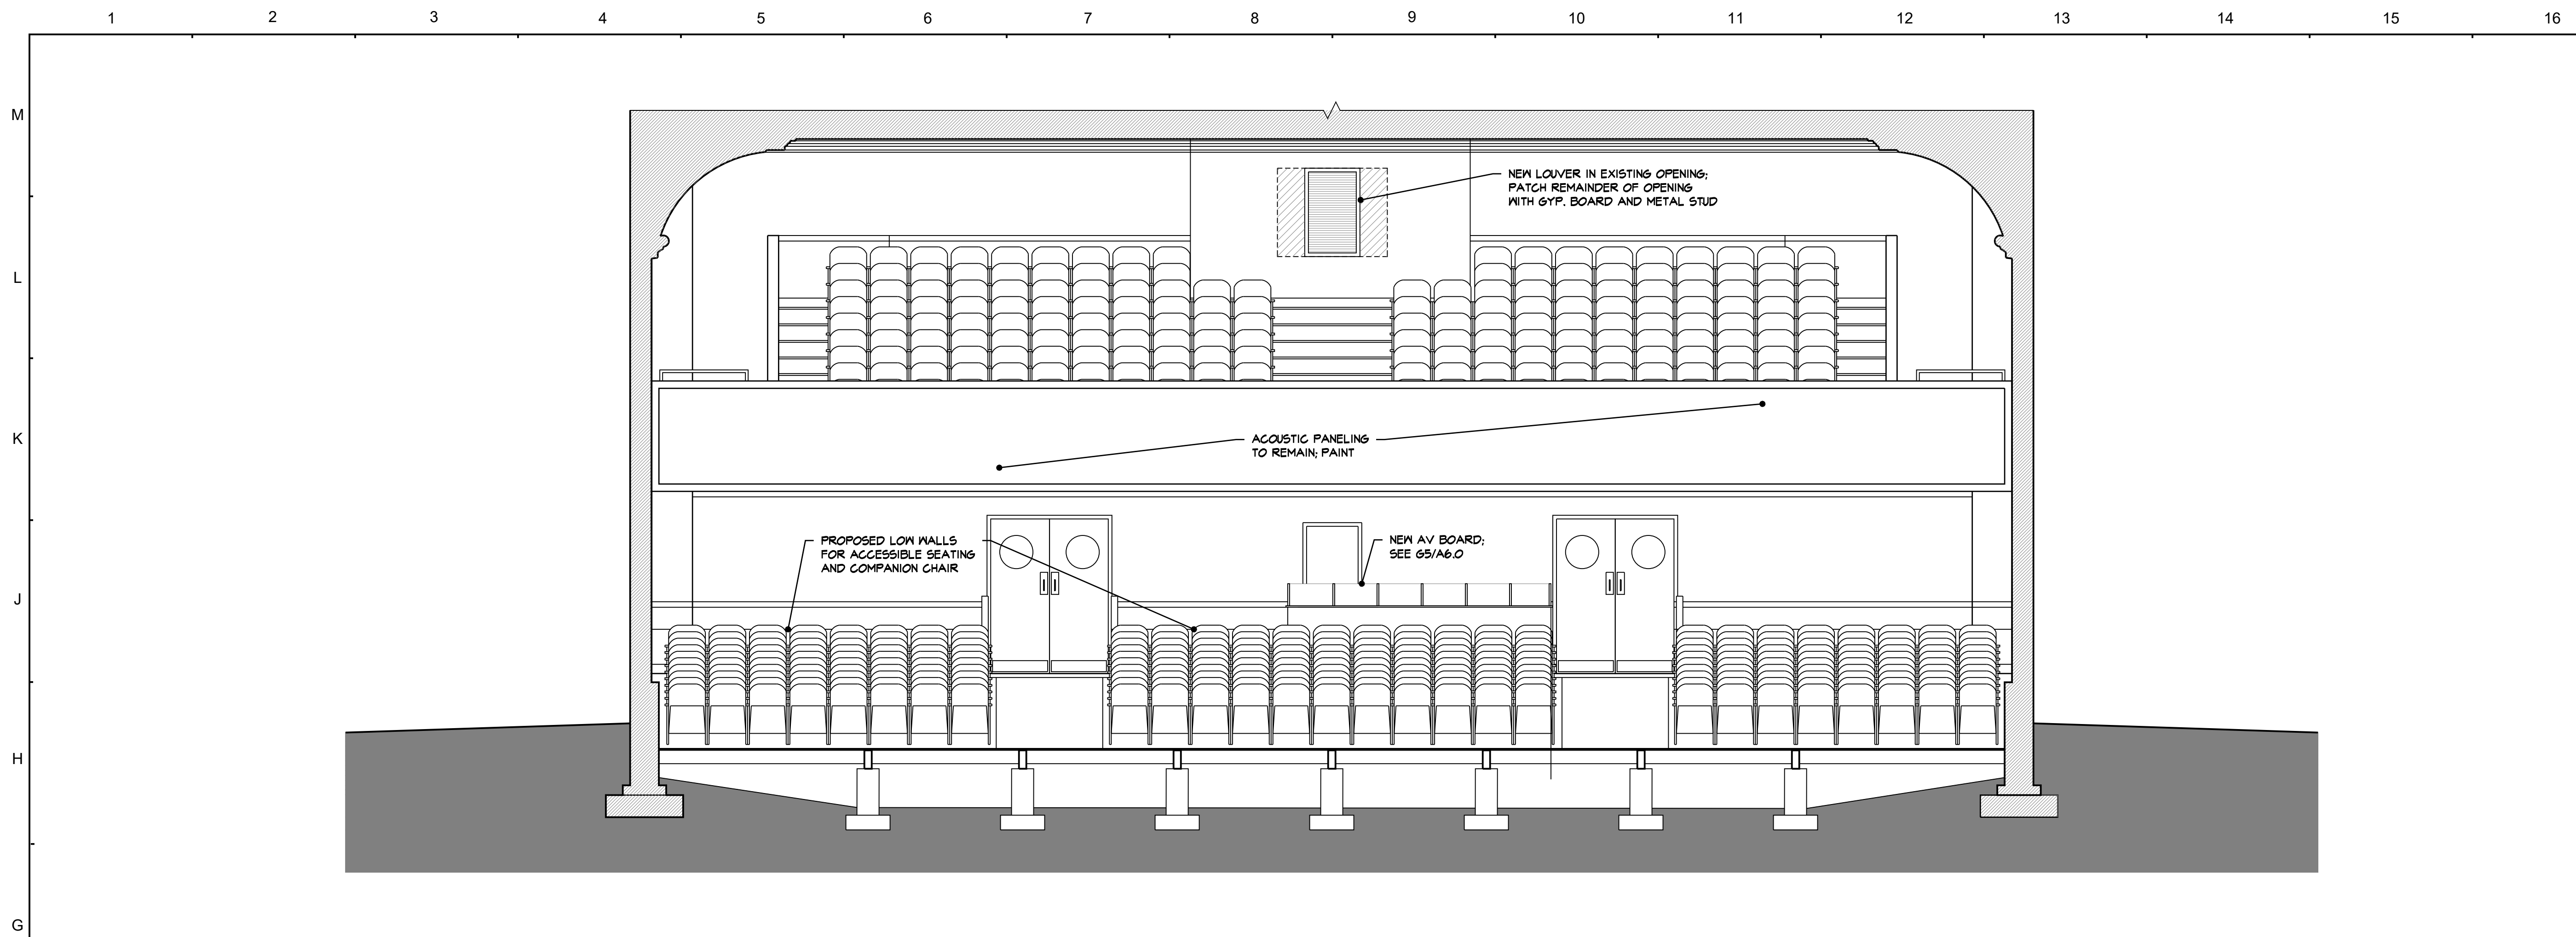 1 2 3 4 5 6 7 8 9 10 11 12 13 14 15 16
M
NEW LOUVER IN EXISTING OPENING;
PATCH REMAINDER OF OPENING
WITH GYP. BOARD AND METAL STUD
L
K
ACOUSTIC PANELING
TO REMAIN; PAINT
PROPOSED LOW WALLS
FOR ACCESSIBLE SEATING
AND COMPANION CHAIR
NEW AV BOARD;
SEE G5/A6.0
J
H
G